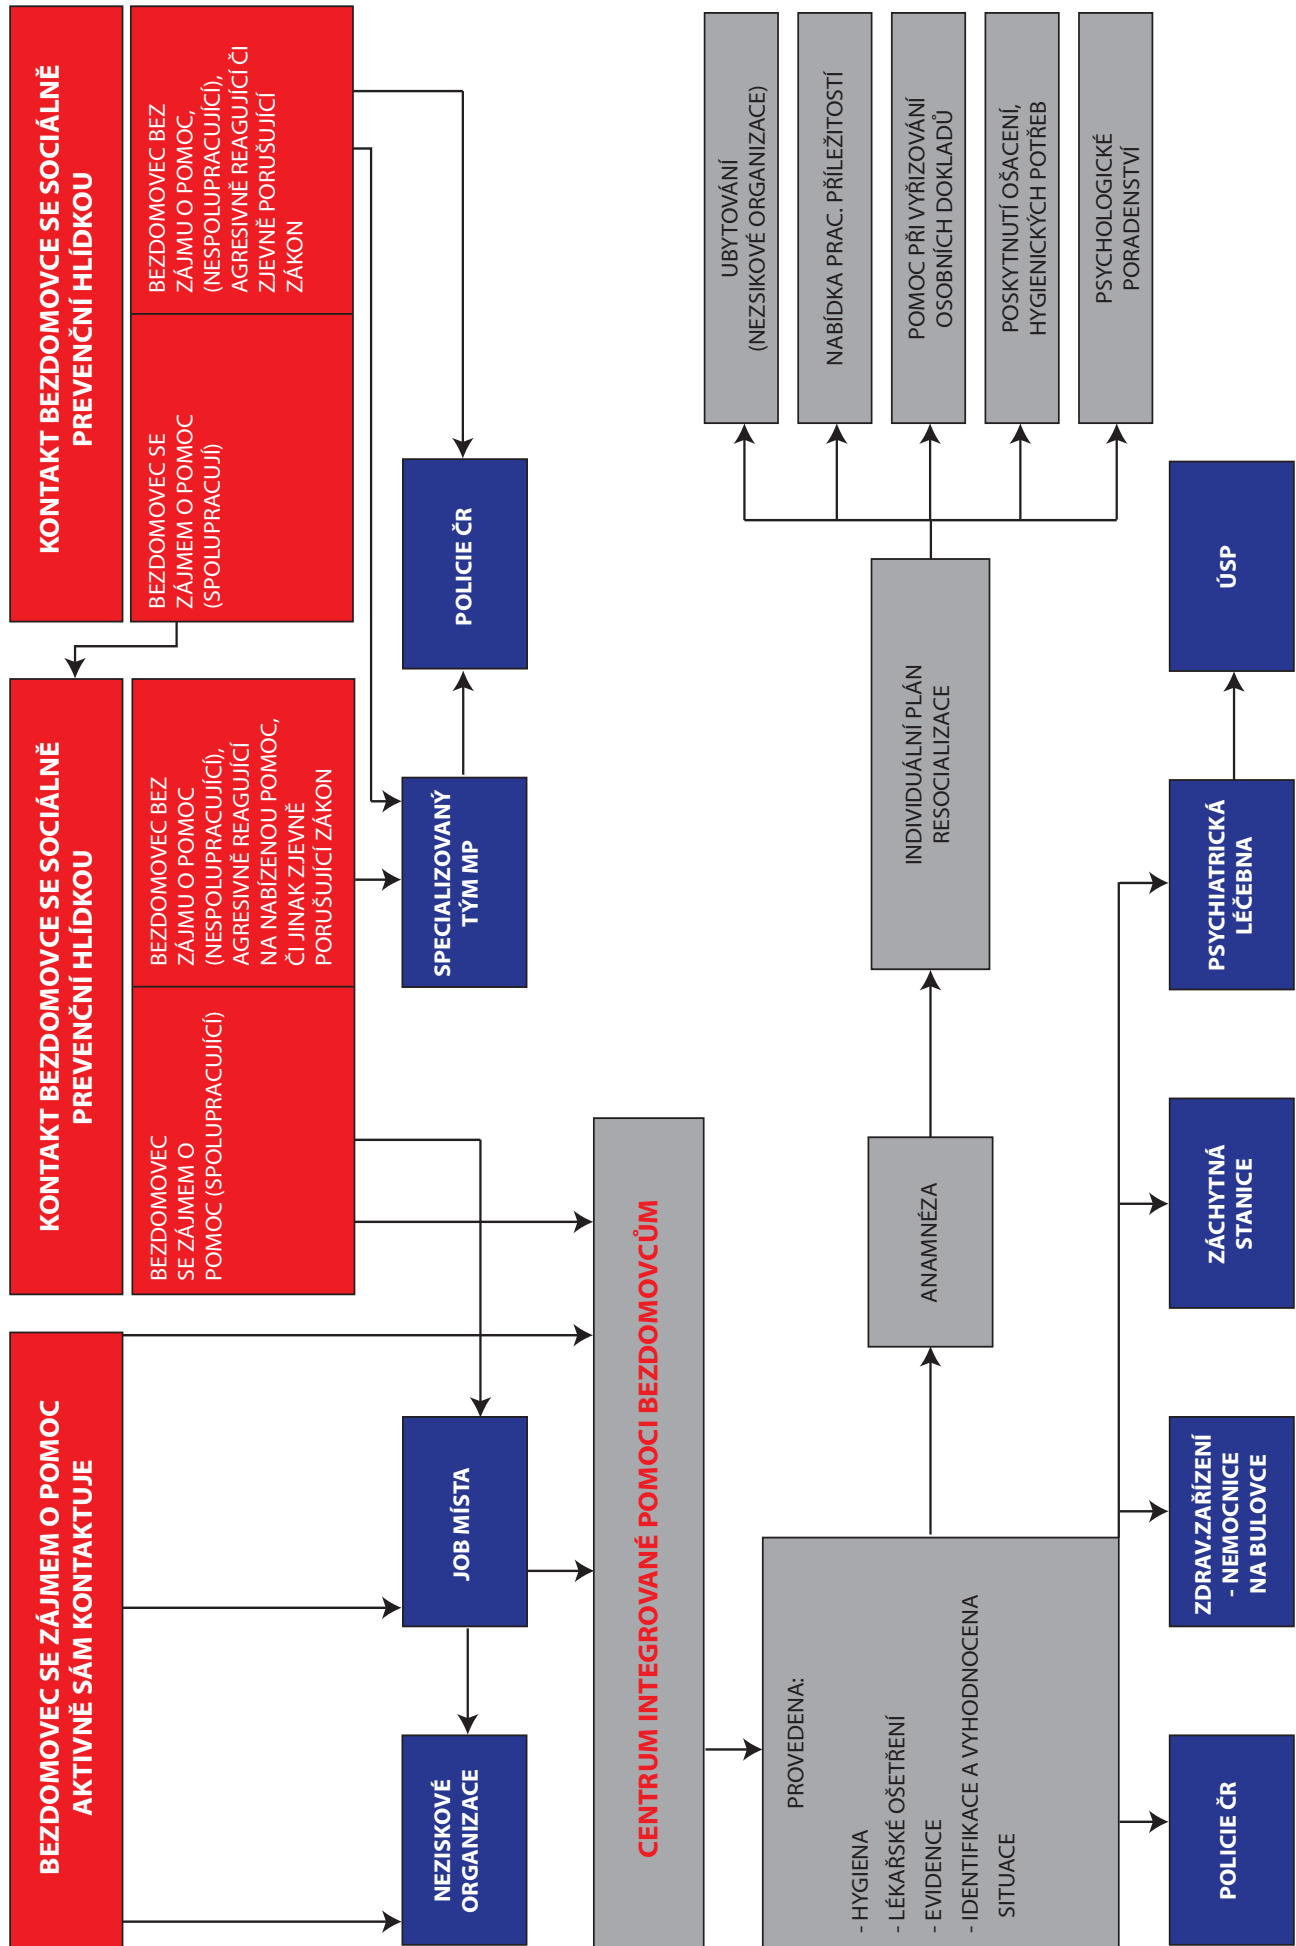 BEZDOMOVEC SE ZÁJMEM O POMOC
AKTIVNĚ SÁM KONTAKTUJE
KONTAKT BEZDOMOVCE SE SOCIÁLNĚ
PREVENČNÍ HLÍDKOU
BEZDOMOVEC
SE ZÁJMEM O
POMOC (SPOLUPRACUJÍCÍ)
BEZDOMOVEC BEZ
ZÁJMU O POMOC
(NESPOLUPRACUJÍCÍ),
AGRESIVNĚ REAGUJÍCÍ
NA NABÍZENOU POMOC,
ČI JINAK ZJEVNĚ
PORUŠUJÍCÍ ZÁKON
KONTAKT BEZDOMOVCE SE SOCIÁLNĚ
PREVENČNÍ HLÍDKOU
BEZDOMOVEC SE
ZÁJMEM O POMOC
(SPOLUPRACUJÍ)
BEZDOMOVEC BEZ
ZÁJMU O POMOC,
(NESPOLUPRACUJÍCÍ),
AGRESIVNĚ REAGUJÍCÍ ČI
ZJEVNĚ PORUŠUJÍCÍ
ZÁKON
NEZISKOVÉ
ORGANIZACE
JOB MÍSTA
SPECIALIZOVANÝ
TÝM MP
POLICIE ČR
CENTRUM INTEGROVANÉ POMOCI BEZDOMOVCŮM
PROVEDENA:
- HYGIENA
- LÉKAŘSKÉ OŠETŘENÍ
- EVIDENCE
- IDENTIFIKACE A VYHODNOCENA
SITUACE
ANAMNÉZA
INDIVIDUÁLNÍ PLÁN
RESOCIALIZACE
UBYTOVÁNÍ
(NEZSIKOVÉ ORGANIZACE)
NABÍDKA PRAC. PŘÍLEŽITOSTÍ
POMOC PŘI VYŘIZOVÁNÍ
OSOBNÍCH DOKLADŮ
POSKYTNUTÍ OŠACENÍ,
HYGIENICKÝCH POTŘEB
PSYCHOLOGICKÉ
PORADENSTVÍ
POLICIE ČR
ZDRAV.ZAŘÍZENÍ
- NEMOCNICE
NA BULOVCE
ZÁCHYTNÁ
STANICE
PSYCHIATRICKÁ
LÉČEBNA
ÚSP